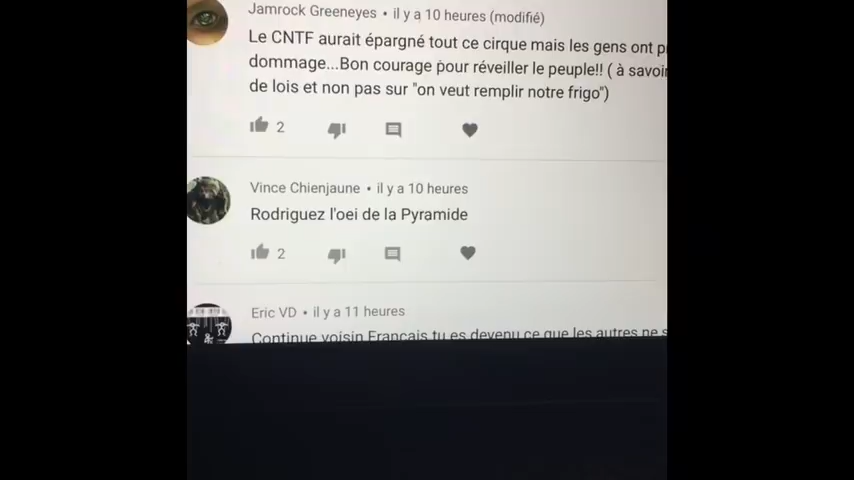 Jamrock Greeneyes • il y a 10 heures (modifié)
Le CNTF aurait épargné tout ce cirque mais les gens ont
dommage...Bon courage pour réveiller le peuple!! ( à savoir
de lois et non pas sur "on veut remplir notre frigo")
2
Vince Chienjaune • il y a 10 heures
Rodriguez l'oei de la Pyramide
2
Eric VD • il y a 11 heures
Continue voisin Français tu es devenu ce que les autres ne